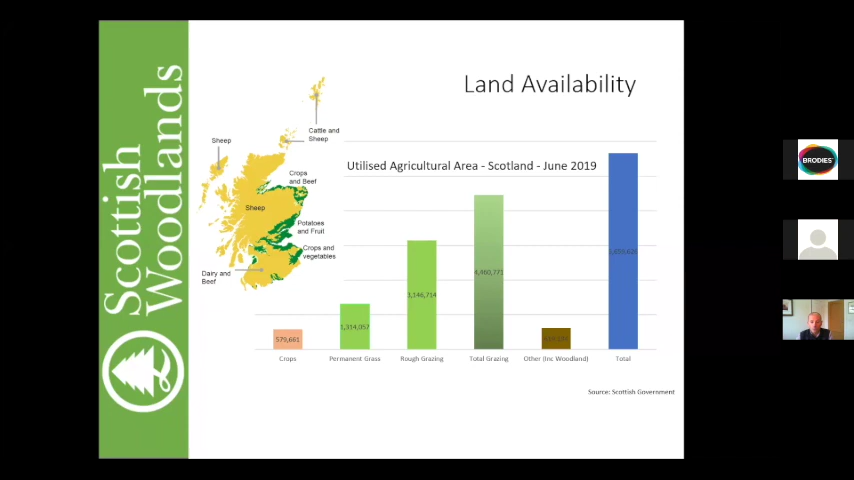 Scottish
Woodlands
Land Availability
Utilised Agricultural Area - Scotland - June 2019
Cattle and
Sheep
Sheep
Crops
and Beef
Sheep
Potatoes
and Fruit
Crops and
vegetables
Dairy and
Beef
579,661
1,314,057
3,146,714
4,460,771
Crops
Permanent Grass
Rough Grazing
Total Grazing
Other (Inc Woodland)
Total
Source: Scottish Government
BRODIES